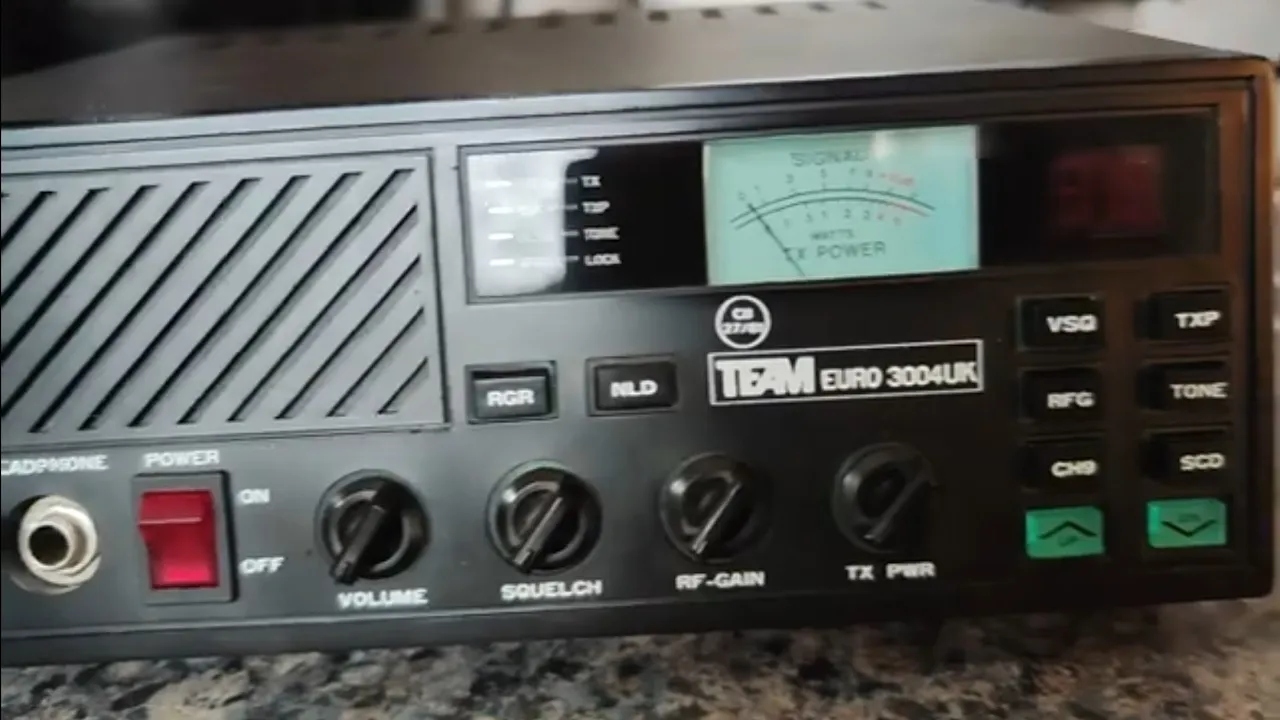 TX
TXP
TONE
LOCK
SIGNAL
WATTS
TX POWER
CB
27/81
TEAM EURO 3004UK
RGR
NLD
VSQ
TXP
RFG
TONE
CH9
SCD
POWER
ON
OFF
VOLUME
SQUELCH
RF-GAIN
TX PWR